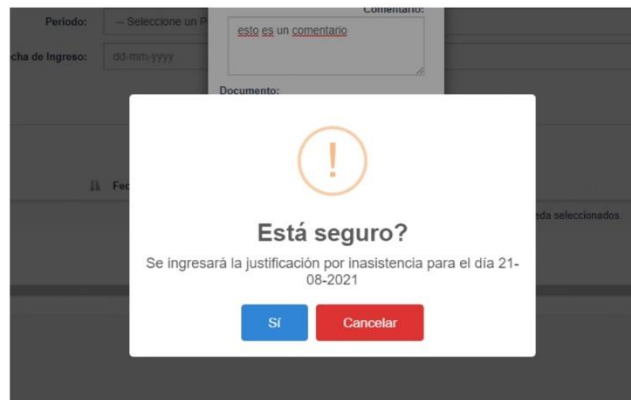 Comentario:
Periodo:
-- Seleccione un P
esto es un comentario
cha de Ingreso:
dd-mm-yyyy
Documento:
!
Fec
eda seleccionados
Está seguro?
Se ingresará la justificación por inasistencia para el día 21-
08-2021
Sí
Cancelar